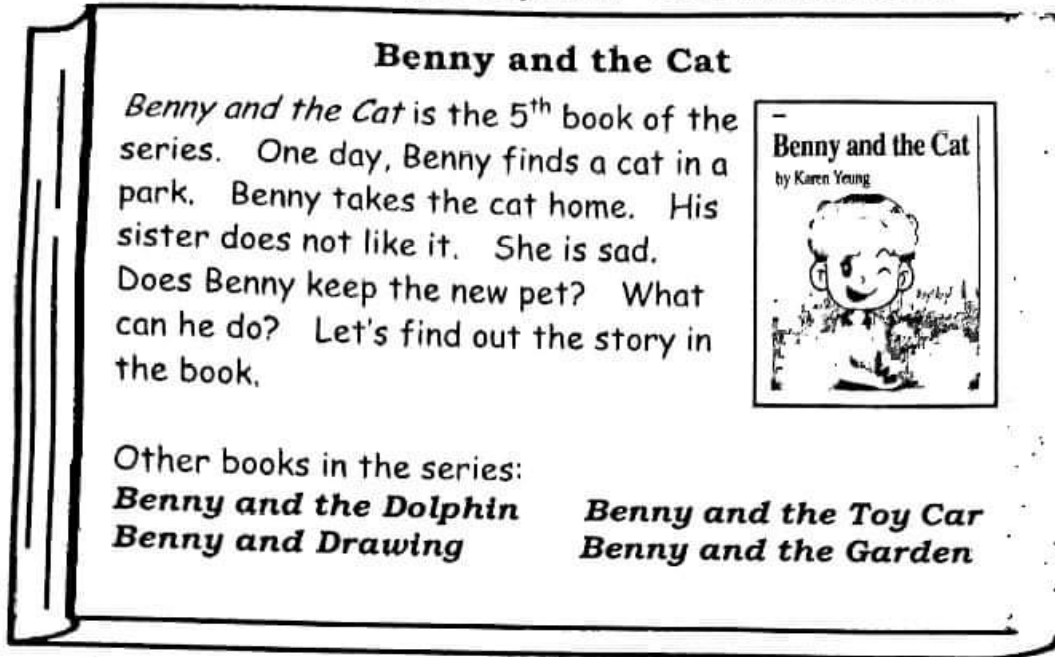 Benny and the Cat
Benny and the Cat is the 5th book of the
series. One day, Benny finds a cat in a
park. Benny takes the cat home. His
sister does not like it. She is sad.
Does Benny keep the new pet? What
can he do? Let's find out the story in
the book.
Benny and the Cat
by Karen Yeung
Other books in the series:
Benny and the Dolphin Benny and the Toy Car
Benny and Drawing Benny and the Garden